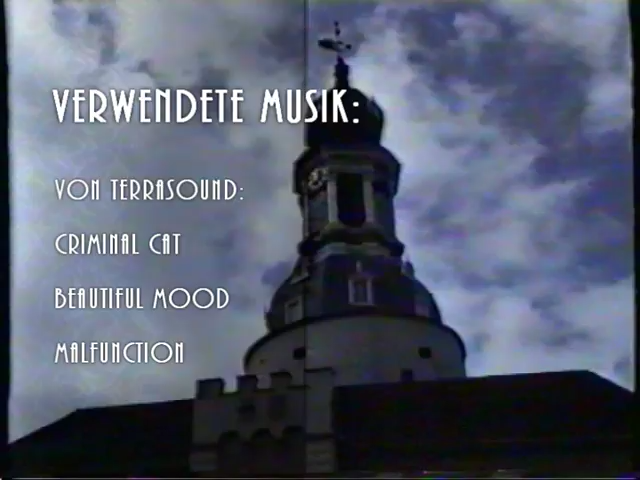 VERWENDETE MUSIK:
VON TERRASOUND:
CRIMINAL CAT
BEAUTIFUL MOOD
MALFUNCTION